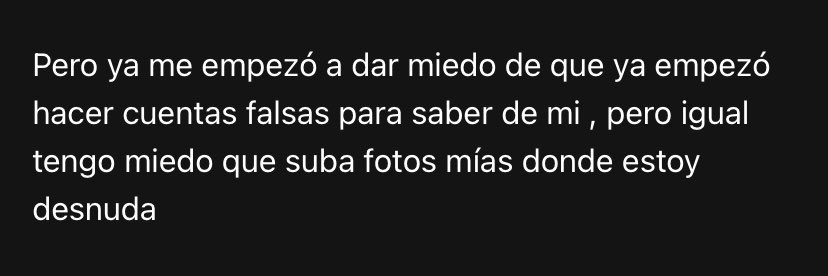 Pero ya me empezó a dar miedo de que ya empezó
hacer cuentas falsas para saber de mi , pero igual
tengo miedo que suba fotos mías donde estoy
desnuda